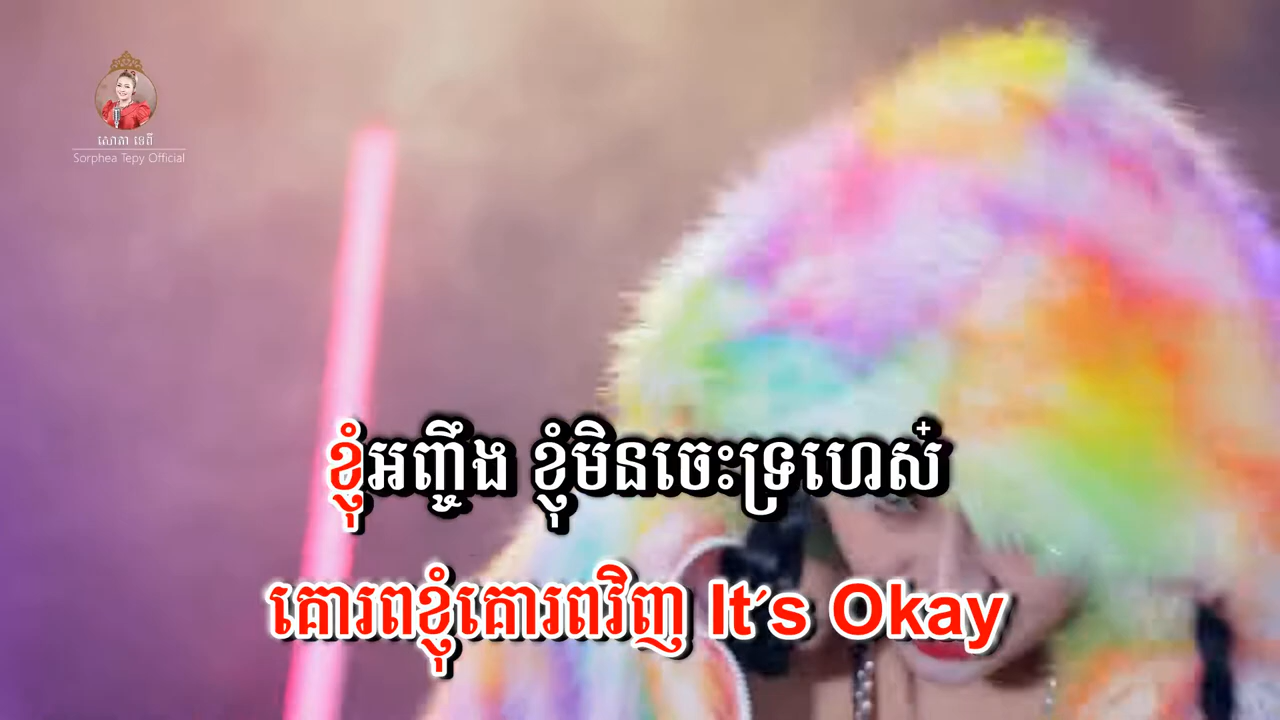 សោភា ទេពី
Sorphea Tepy Official
ខ្ញុំអញ្ចឹង ខ្ញុំមិនចេះទ្រហេស៎
គោរពខ្ញុំគោរពវិញ It's Okay